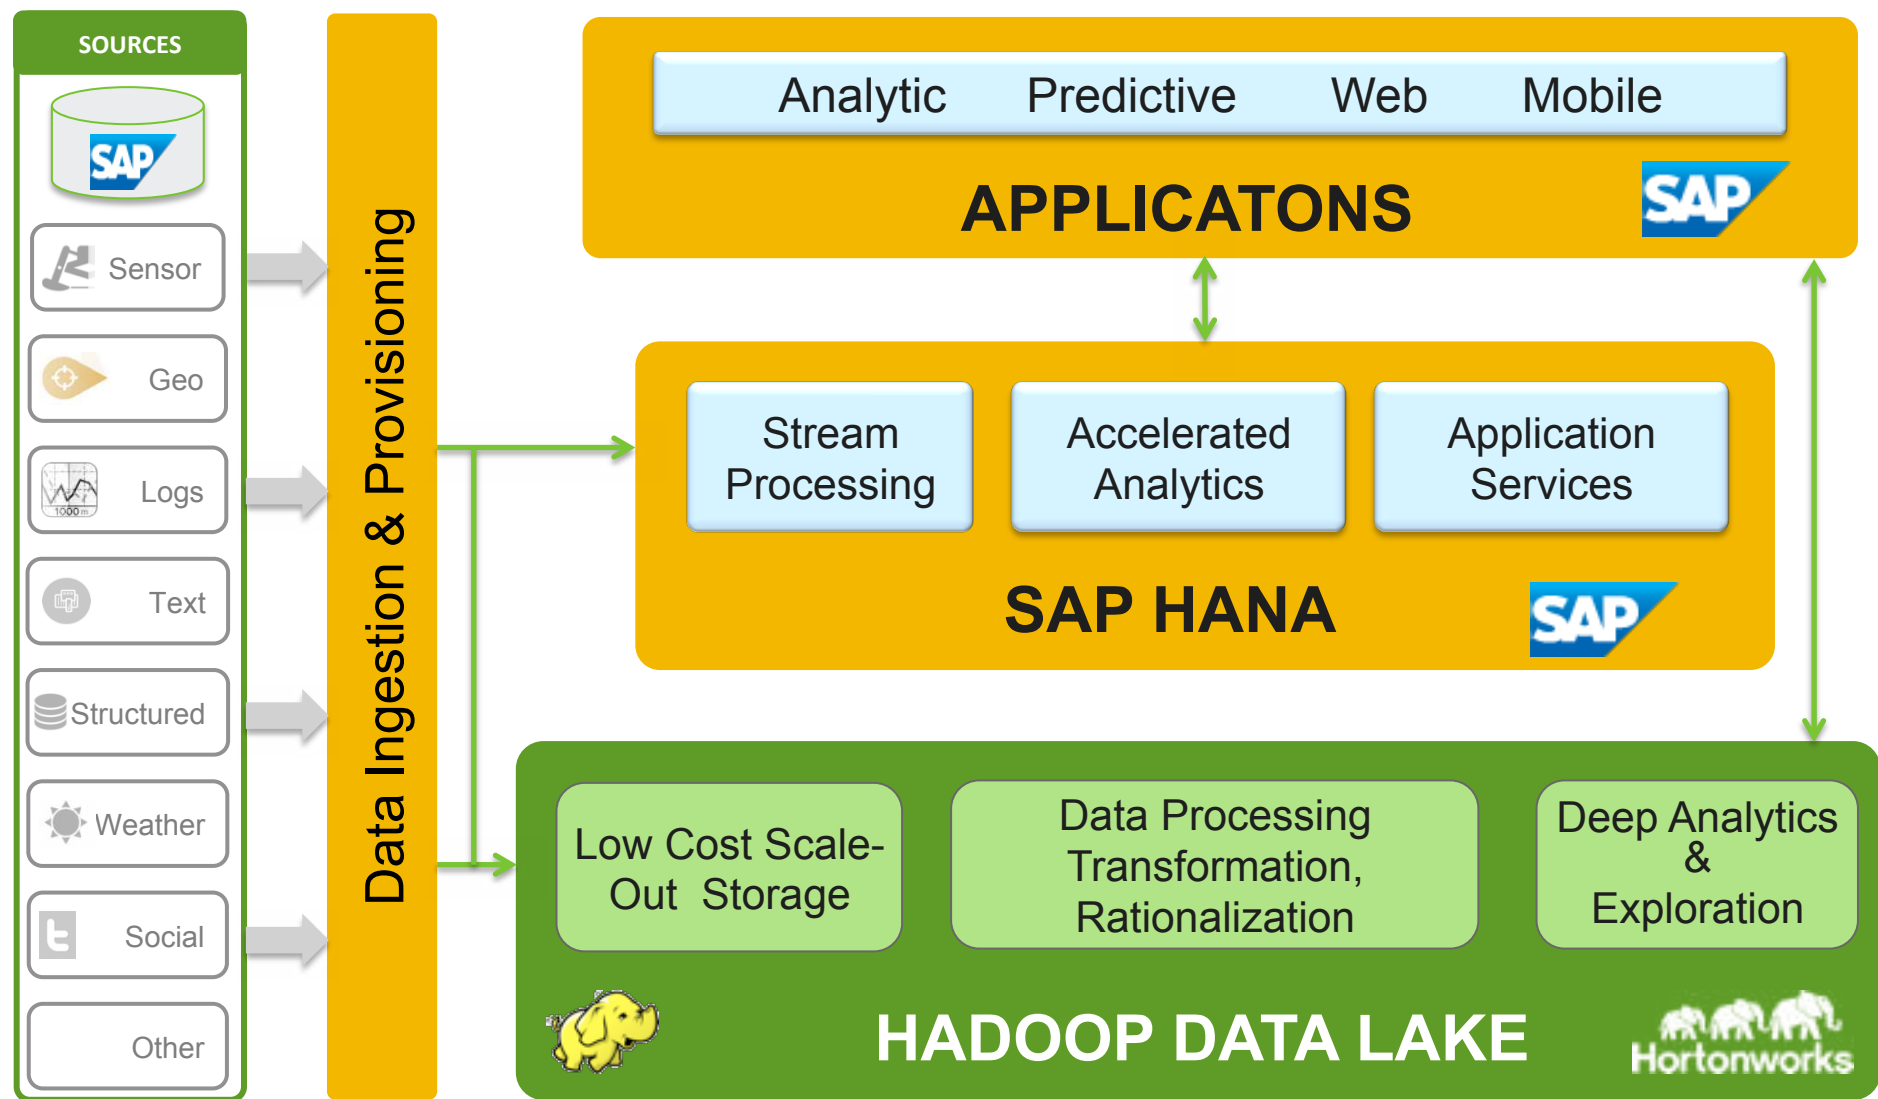 SOURCES
SAP
Sensor
Geo
Logs
1000 m
Text
Structured
Weather
Social
Other
Data Ingestion & Provisioning
Analytic Predictive Web Mobile
APPLICATONS
SAP
Stream
Processing
Accelerated
Analytics
Application
Services
SAP HANA
SAP
Low Cost Scale-
Out Storage
Data Processing
Transformation,
Rationalization
Deep Analytics
&
Exploration
HADOOP DATA LAKE
Hortonworks